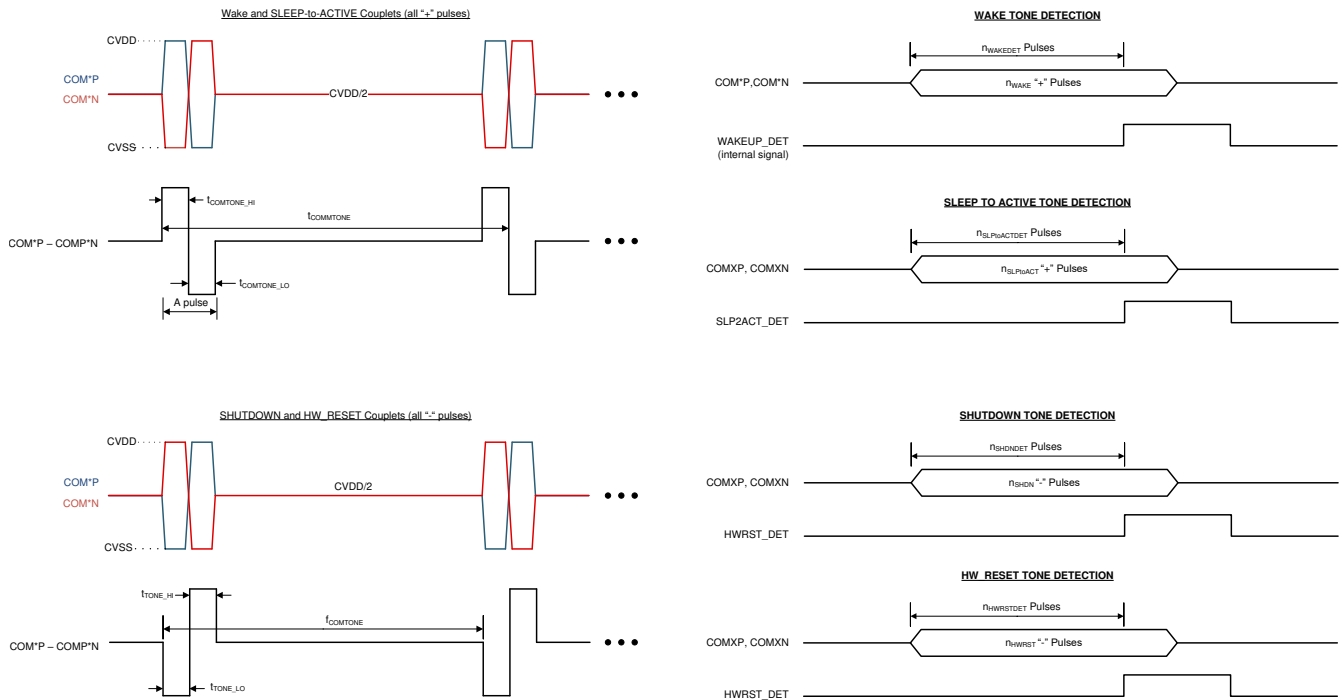 Wake and SLEEP-to-ACTIVE Couplets (all “+” pulses)
CVDD
COM*P
COM*N
CVDD/2
CVSS
tCOMTONE_HI
tCOMMTONE
COM*P – COMP*N
tCOMTONE_LO
A pulse
WAKE TONE DETECTION
nWAKEDET Pulses
COM*P,COM*N
nWAKE “+” Pulses
WAKEUP_DET
(internal signal)
SLEEP TO ACTIVE TONE DETECTION
nSLPtoACTDET Pulses
COMXP, COMXN
nSLPtoACT “+” Pulses
SLP2ACT_DET
SHUTDOWN and HW_RESET Couplets (all “-“ pulses)
CVDD
COM*P
COM*N
CVDD/2
CVSS
tTONE_HI
fCOMTONE
COM*P – COMP*N
tTONE_LO
SHUTDOWN TONE DETECTION
nSHDNDET Pulses
COMXP, COMXN
nSHDN “-” Pulses
HWRST_DET
HW_RESET TONE DETECTION
nHWRSTDET Pulses
COMXP, COMXN
nHWRST “-” Pulses
HWRST_DET